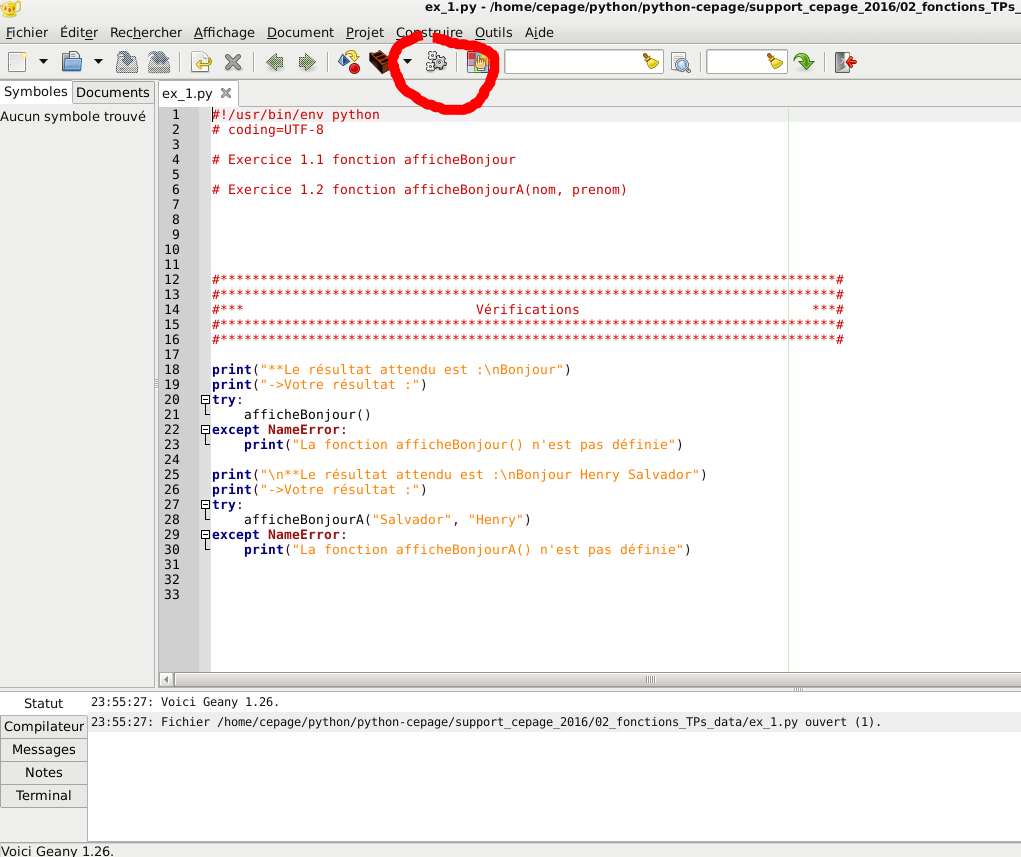 ex_1.py - /home/cepage/python/python-cepage/support_cepage_2016/02_fonctions_TPs_
Fichier Éditer Rechercher Affichage Document Projet Construire Outils Aide
Symboles Documents ex_1.py
Aucun symbole trouvé
1 #!/usr/bin/env python
2 # coding=UTF-8
3
4 # Exercice 1.1 fonction afficheBonjour
5
6 # Exercice 1.2 fonction afficheBonjourA(nom, prenom)
7
8
9
10
11
12 #*****************************************************************************#
13 #*****************************************************************************#
14 #***                             Vérifications                             ***#
15 #*****************************************************************************#
16 #*****************************************************************************#
17
18 print("**Le résultat attendu est :\nBonjour")
19 print("->Votre résultat :")
20 try:
21     afficheBonjour()
22 except NameError:
23     print("La fonction afficheBonjour() n'est pas définie")
24
25 print("\n**Le résultat attendu est :\nBonjour Henry Salvador")
26 print("->Votre résultat :")
27 try:
28     afficheBonjourA("Salvador", "Henry")
29 except NameError:
30     print("La fonction afficheBonjourA() n'est pas définie")
31
32
33
Statut
23:55:27: Voici Geany 1.26.
Compilateur
23:55:27: Fichier /home/cepage/python/python-cepage/support_cepage_2016/02_fonctions_TPs_data/ex_1.py ouvert (1).
Messages
Notes
Terminal
Voici Geany 1.26.